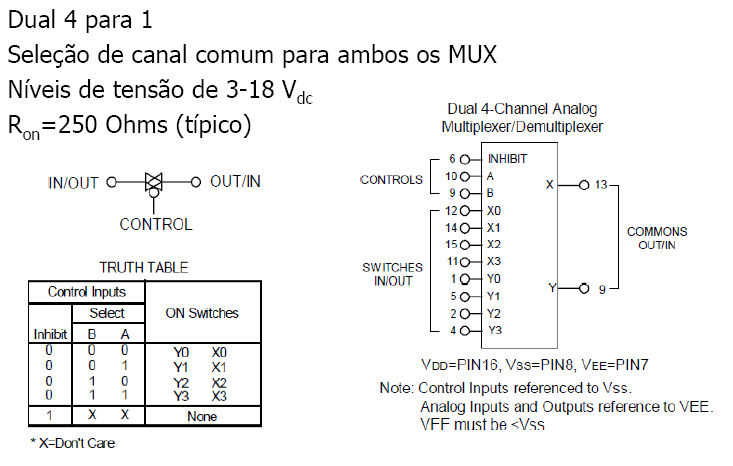 Dual 4 para 1
Seleção de canal comum para ambos os MUX
Níveis de tensão de 3-18 Vdc
Ron=250 Ohms (típico)
IN/OUT OUT/IN
CONTROL
TRUTH TABLE
Control Inputs
Select ON Switches
Inhibit B A
0 0 0 Y0 X0
0 0 1 Y1 X1
0 1 0 Y2 X2
0 1 1 Y3 X3
1 X X None
* X=Don't Care
Dual 4-Channel Analog
Multiplexer/Demultiplexer
CONTROLS
SWITCHES
IN/OUT
6 INHIBIT
10 A
9 B
12 X0
14 X1
15 X2
11 X3
1 Y0
5 Y1
2 Y2
4 Y3
X 13
Y 9
COMMONS
OUT/IN
VDD=PIN16, VSS=PIN8, VEE=PIN7
Note: Control Inputs referenced to Vss.
Analog Inputs and Outputs reference to VEE.
VEE must be <Vss